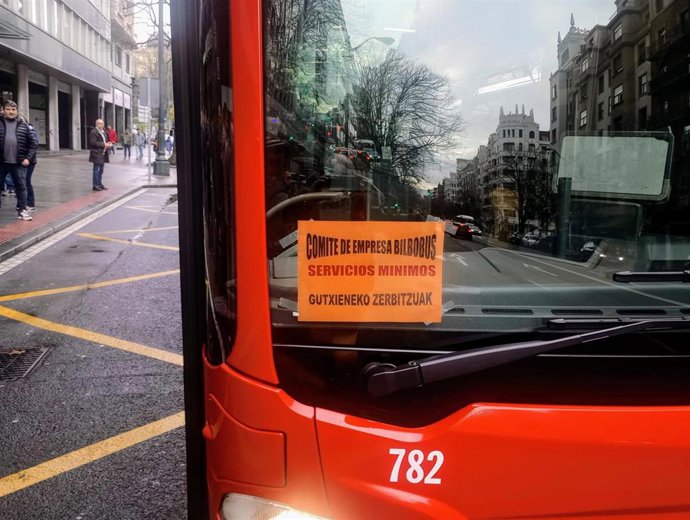 COMITE DE EMPRESA BILBOBUS
SERVICIOS MINIMOS
GUTXIENEKO ZERBITZUAK
782